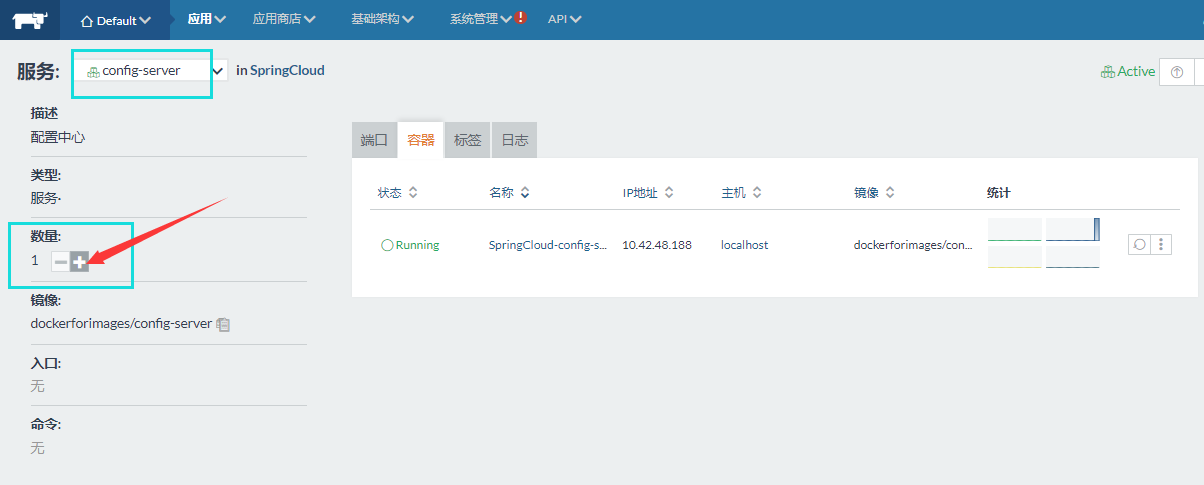 Default 应用 应用商店 基础架构 系统管理 API
服务: config-server in SpringCloud Active
描述
配置中心
类型:
服务·
数量:
1
镜像:
dockerforimages/config-server
入口:
无
命令:
无
端口 容器 标签 日志
状态 名称 IP地址 主机 镜像 统计
Running SpringCloud-config-s... 10.42.48.188 localhost dockerforimages/con...